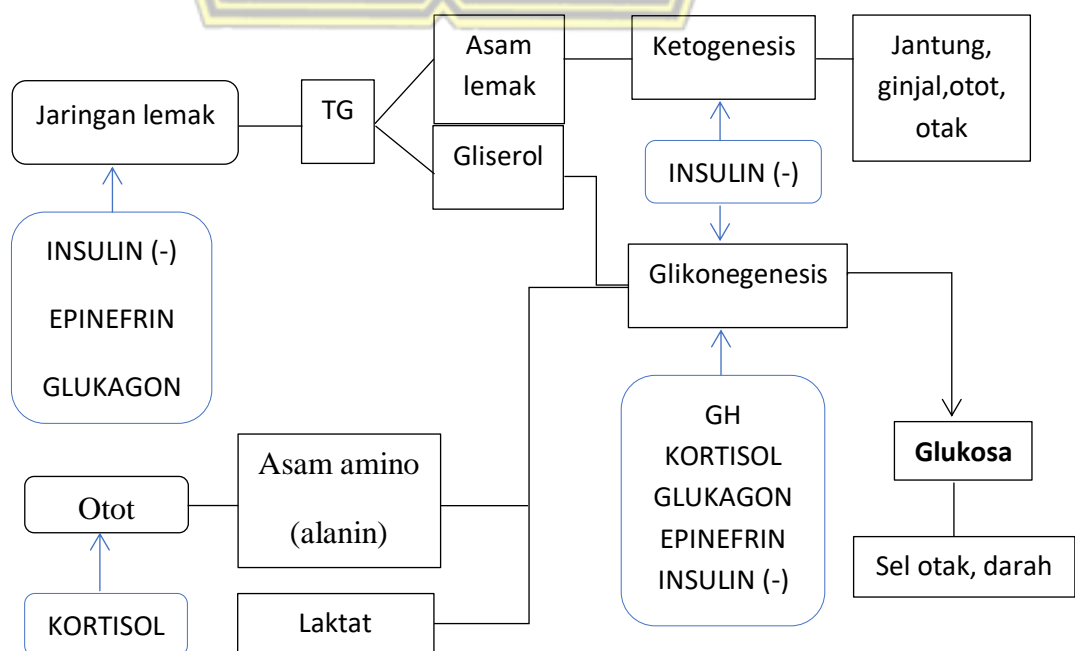 Asam
lemak
Ketogenesis
Jantung,
ginjal,otot,
otak
Jaringan lemak
TG
Gliserol
INSULIN (-)
INSULIN (-)
EPINEFRIN
GLUKAGON
Glikonegenesis
GH
KORTISOL
GLUKAGON
EPINEFRIN
INSULIN (-)
Glukosa
Sel otak, darah
Otot
Asam amino
(alanin)
KORTISOL
Laktat